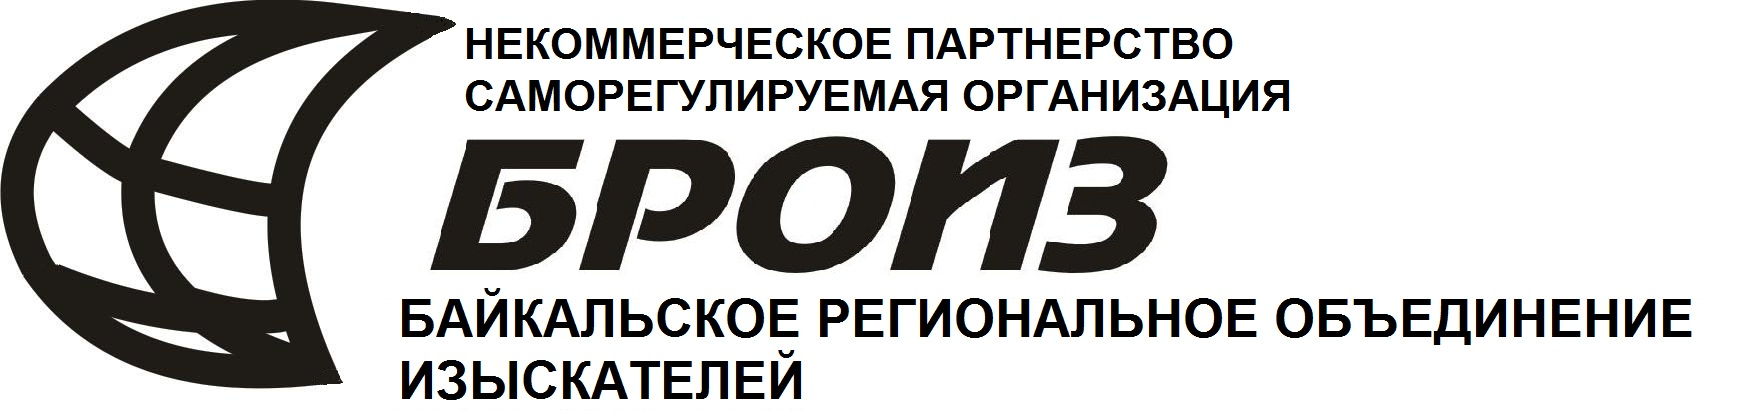 НЕКОММЕРЧЕСКОЕ ПАРТНЕРСТВО
САМОРЕГУЛИРУЕМАЯ ОРГАНИЗАЦИЯ
БРОИЗ
БАЙКАЛЬСКОЕ РЕГИОНАЛЬНОЕ ОБЪЕДИНЕНИЕ
ИЗЫСКАТЕЛЕЙ